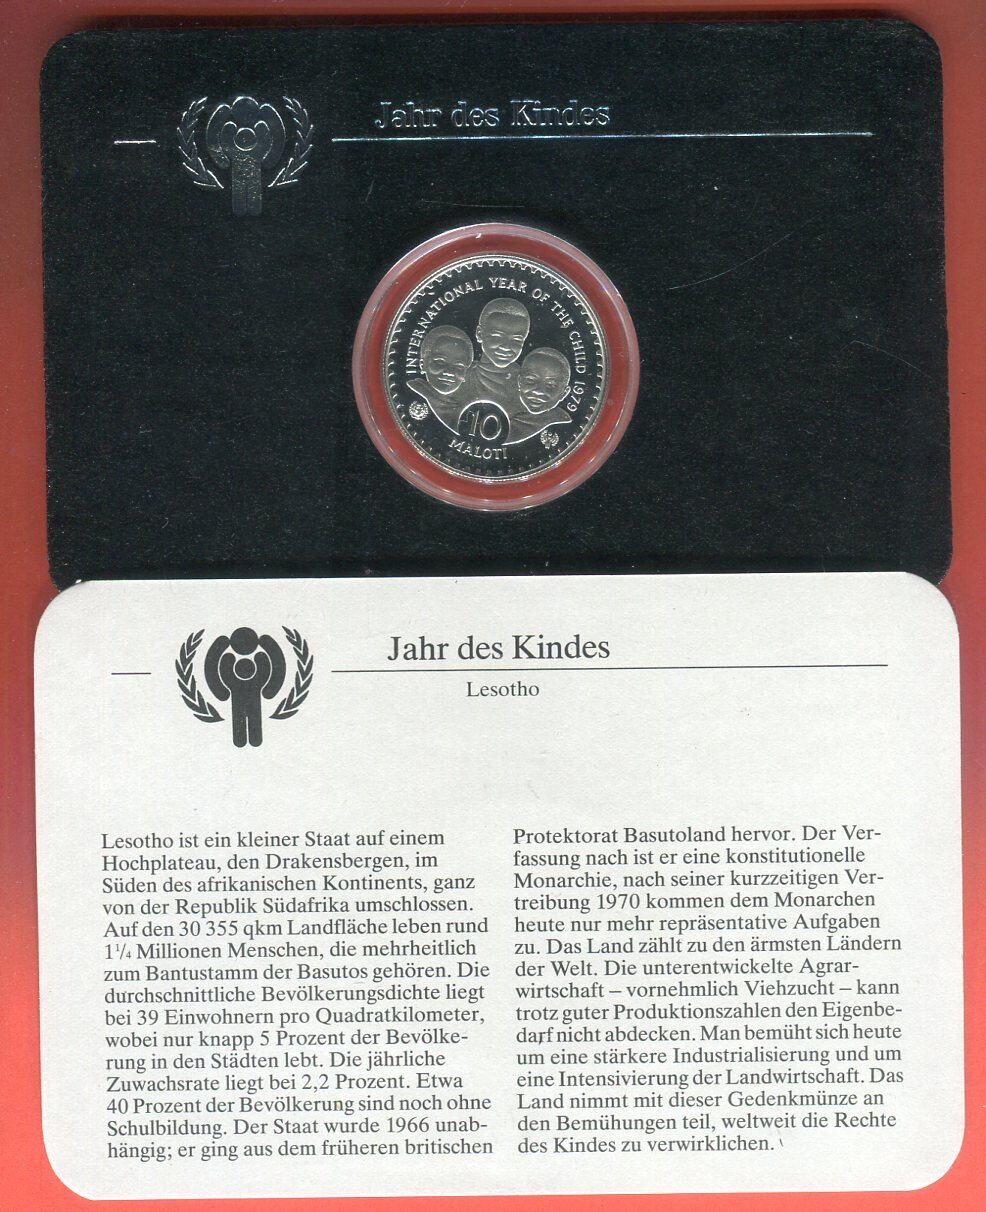 Jahr des Kindes
INTERNATIONAL YEAR OF THE CHILD 1979
10
MALOTI
Jahr des Kindes
Lesotho
Lesotho ist ein kleiner Staat auf einem
Hochplateau, den Drakensbergen, im
Süden des afrikanischen Kontinents, ganz
von der Republik Südafrika umschlossen.
Auf den 30 355 qkm Landfläche leben rund
1¼ Millionen Menschen, die mehrheitlich
zum Bantustamm der Basutos gehören. Die
durchschnittliche Bevölkerungsdichte liegt
bei 39 Einwohnern pro Quadratkilometer,
wobei nur knapp 5 Prozent der Bevölke-
rung in den Städten lebt. Die jährliche
Zuwachsrate liegt bei 2,2 Prozent. Etwa
40 Prozent der Bevölkerung sind noch ohne
Schulbildung. Der Staat wurde 1966 unab-
hängig; er ging aus dem früheren britischen
Protektorat Basutoland hervor. Der Ver-
fassung nach ist er eine konstitutionelle
Monarchie, nach seiner kurzzeitigen Ver-
treibung 1970 kommen dem Monarchen
heute nur mehr repräsentative Aufgaben
zu. Das Land zählt zu den ärmsten Ländern
der Welt. Die unterentwickelte Agrar-
wirtschaft – vornehmlich Viehzucht – kann
trotz guter Produktionszahlen den Eigenbe-
darf nicht abdecken. Man bemüht sich heute
um eine stärkere Industrialisierung und um
eine Intensivierung der Landwirtschaft. Das
Land nimmt mit dieser Gedenkmünze an
den Bemühungen teil, weltweit die Rechte
des Kindes zu verwirklichen.